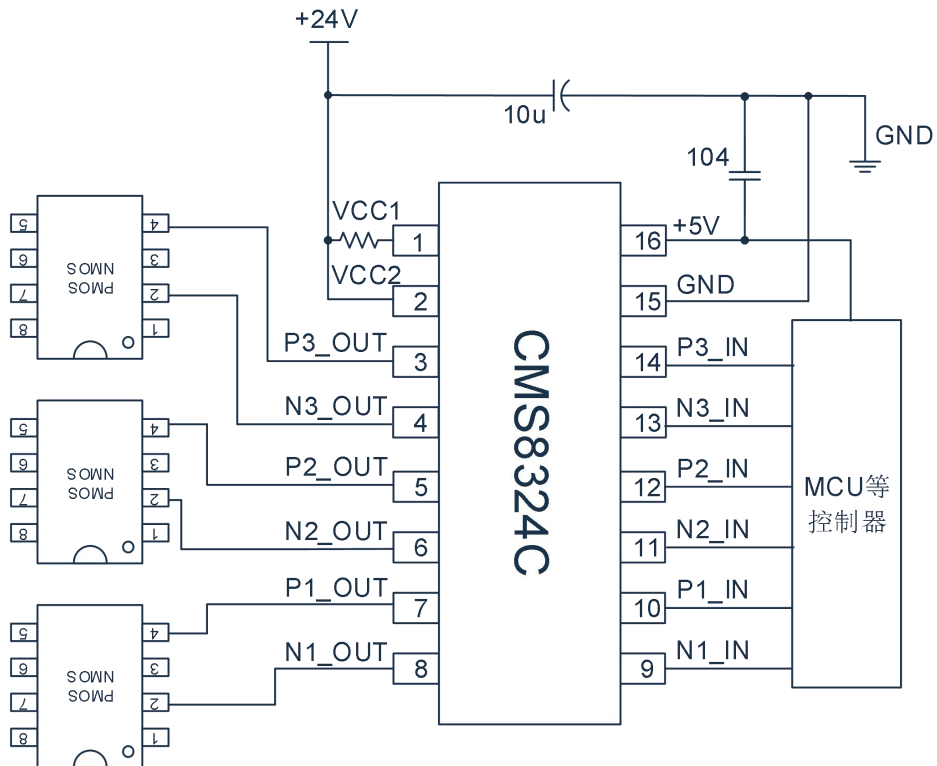 +24V
10u
GND
104
VCC1
+5V
1
16
VCC2
GND
2
15
P3_OUT
P3_IN
3
14
N3_OUT
N3_IN
4
13
P2_OUT
P2_IN
5
12
N2_OUT
N2_IN
6
11
P1_OUT
P1_IN
7
10
N1_OUT
N1_IN
8
9
CMS8324C
MCU等
控制器
5
4
6
3
NMOS
PMOS
7
2
8
1
5
4
6
3
NMOS
PMOS
7
2
8
1
5
4
6
3
NMOS
PMOS
7
2
8
1